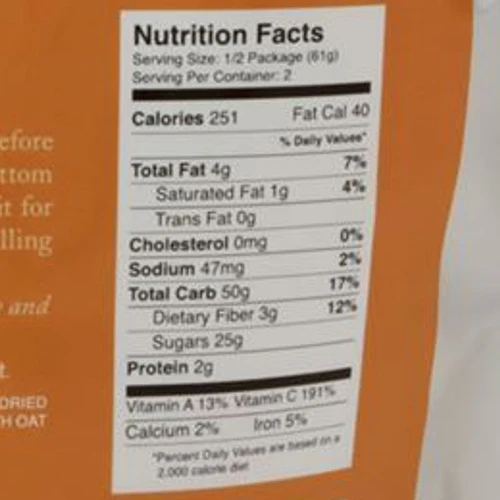 Nutrition Facts
Serving Size: 1/2 Package (61g)
Serving Per Container: 2
Calories 251 Fat Cal 40
% Daily Values*
Total Fat 4g 7%
Saturated Fat 1g 4%
Trans Fat 0g
Cholesterol 0mg 0%
Sodium 47mg 2%
Total Carb 50g 17%
Dietary Fiber 3g 12%
Sugars 25g
Protein 2g
Vitamin A 13% Vitamin C 191%
Calcium 2% Iron 5%
*Percent Daily Values are based on a
2,000 calorie diet
efore
ttom
it for
lling
and
t.
DRIED
H OAT